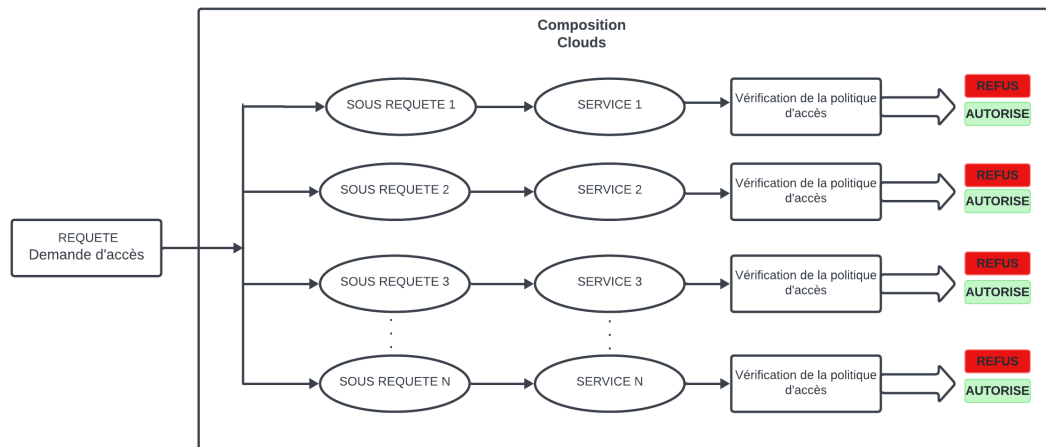 Composition
Clouds
REQUETE
Demande d'accès
SOUS REQUETE 1
SERVICE 1
Vérification de la politique
d'accès
REFUS
AUTORISE
SOUS REQUETE 2
SERVICE 2
Vérification de la politique
d'accès
REFUS
AUTORISE
SOUS REQUETE 3
SERVICE 3
Vérification de la politique
d'accès
REFUS
AUTORISE
SOUS REQUETE N
SERVICE N
Vérification de la politique
d'accès
REFUS
AUTORISE